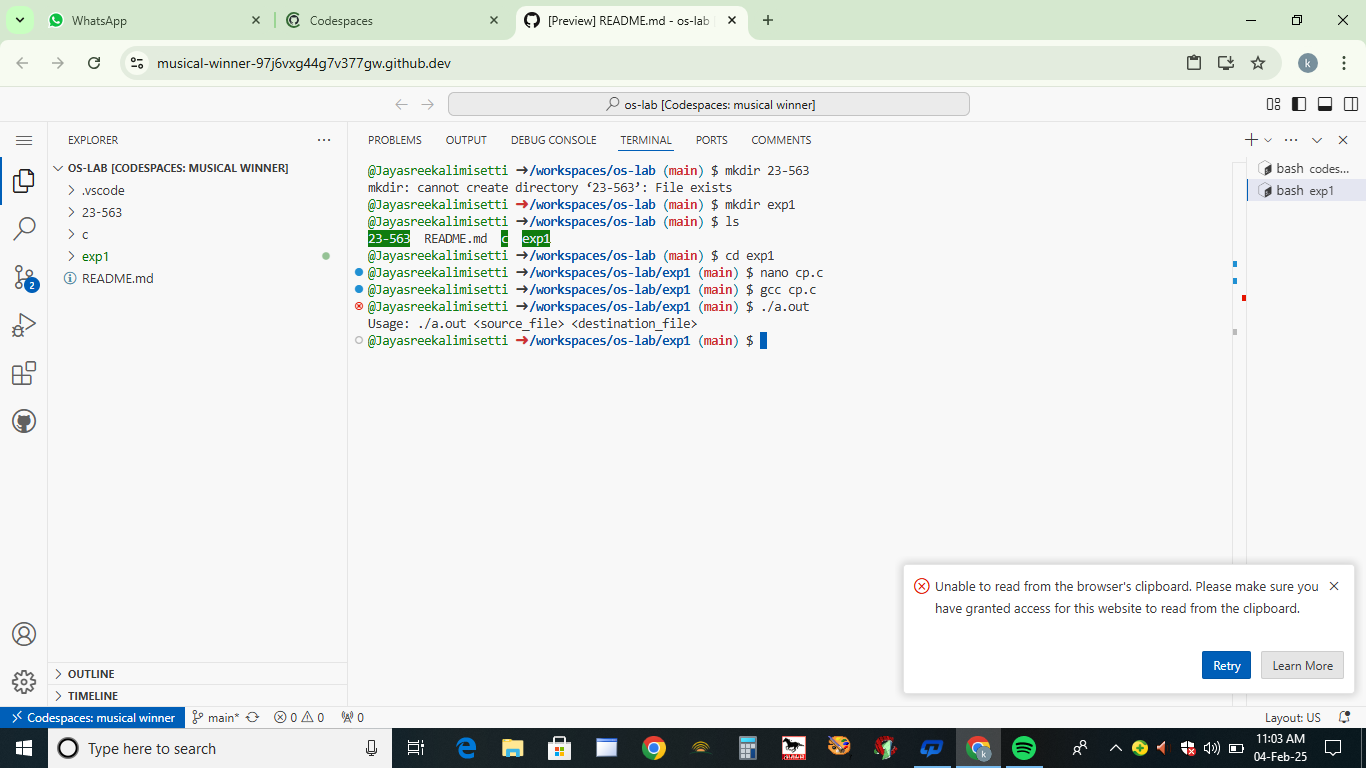 WhatsApp
Codespaces
[Preview] README.md - os-lab
musical-winner-97j6vxg44g7v377gw.github.dev
k
os-lab [Codespaces: musical winner]
EXPLORER
OS-LAB [CODESPACES: MUSICAL WINNER]
.vscode
23-563
c
exp1
README.md
2
OUTLINE
TIMELINE
PROBLEMS OUTPUT DEBUG CONSOLE TERMINAL PORTS COMMENTS
@Jayasreekalimisetti ➜/workspaces/os-lab (main) $ mkdir 23-563
mkdir: cannot create directory ‘23-563’: File exists
@Jayasreekalimisetti ➜/workspaces/os-lab (main) $ mkdir exp1
@Jayasreekalimisetti ➜/workspaces/os-lab (main) $ ls
23-563 README.md c exp1
@Jayasreekalimisetti ➜/workspaces/os-lab (main) $ cd exp1
@Jayasreekalimisetti ➜/workspaces/os-lab/exp1 (main) $ nano cp.c
@Jayasreekalimisetti ➜/workspaces/os-lab/exp1 (main) $ gcc cp.c
@Jayasreekalimisetti ➜/workspaces/os-lab/exp1 (main) $ ./a.out
Usage: ./a.out <source_file> <destination_file>
@Jayasreekalimisetti ➜/workspaces/os-lab/exp1 (main) $
bash codes...
bash exp1
Unable to read from the browser's clipboard. Please make sure you
have granted access for this website to read from the clipboard.
Retry Learn More
Codespaces: musical winner main* 0 0 0 Layout: US
Type here to search
k
11:03 AM
04-Feb-25